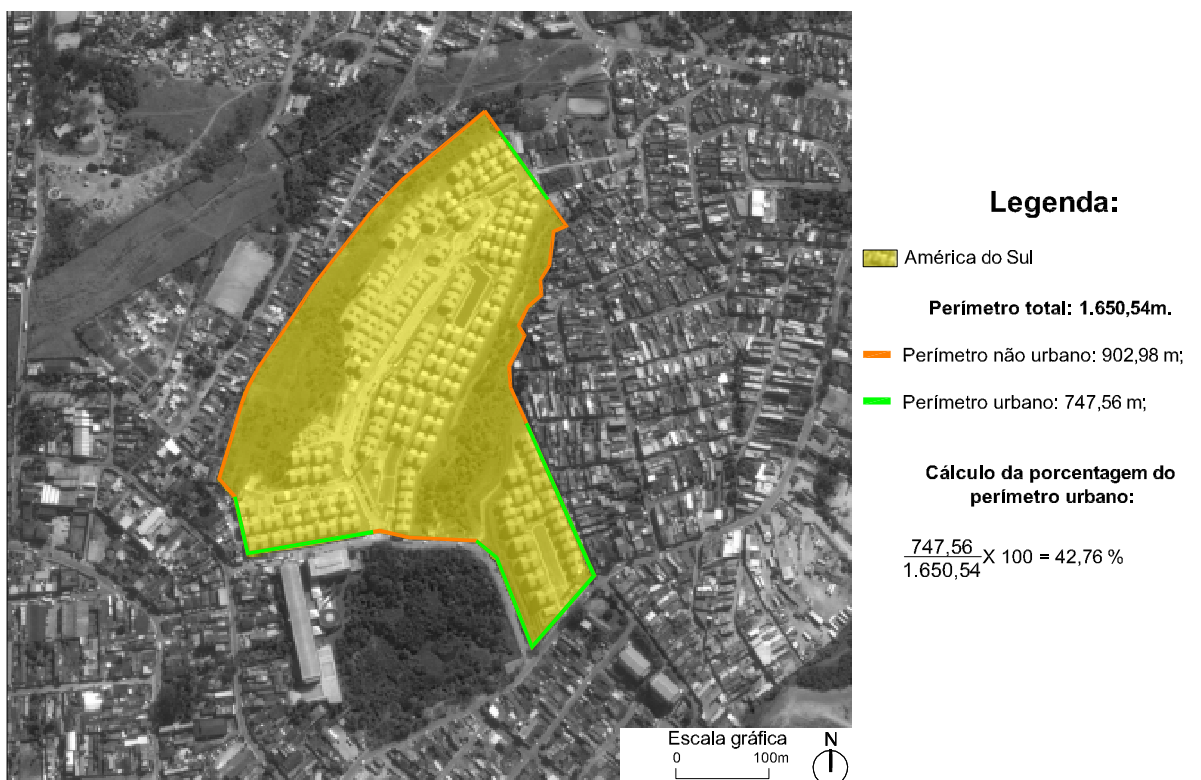 Legenda:
América do Sul
Perímetro total: 1.650,54m.
Perímetro não urbano: 902,98 m;
Perímetro urbano: 747,56 m;
Cálculo da porcentagem do
perímetro urbano:
747,56
1.650,54
X 100 = 42,76 %
Escala gráfica
0 100m
N